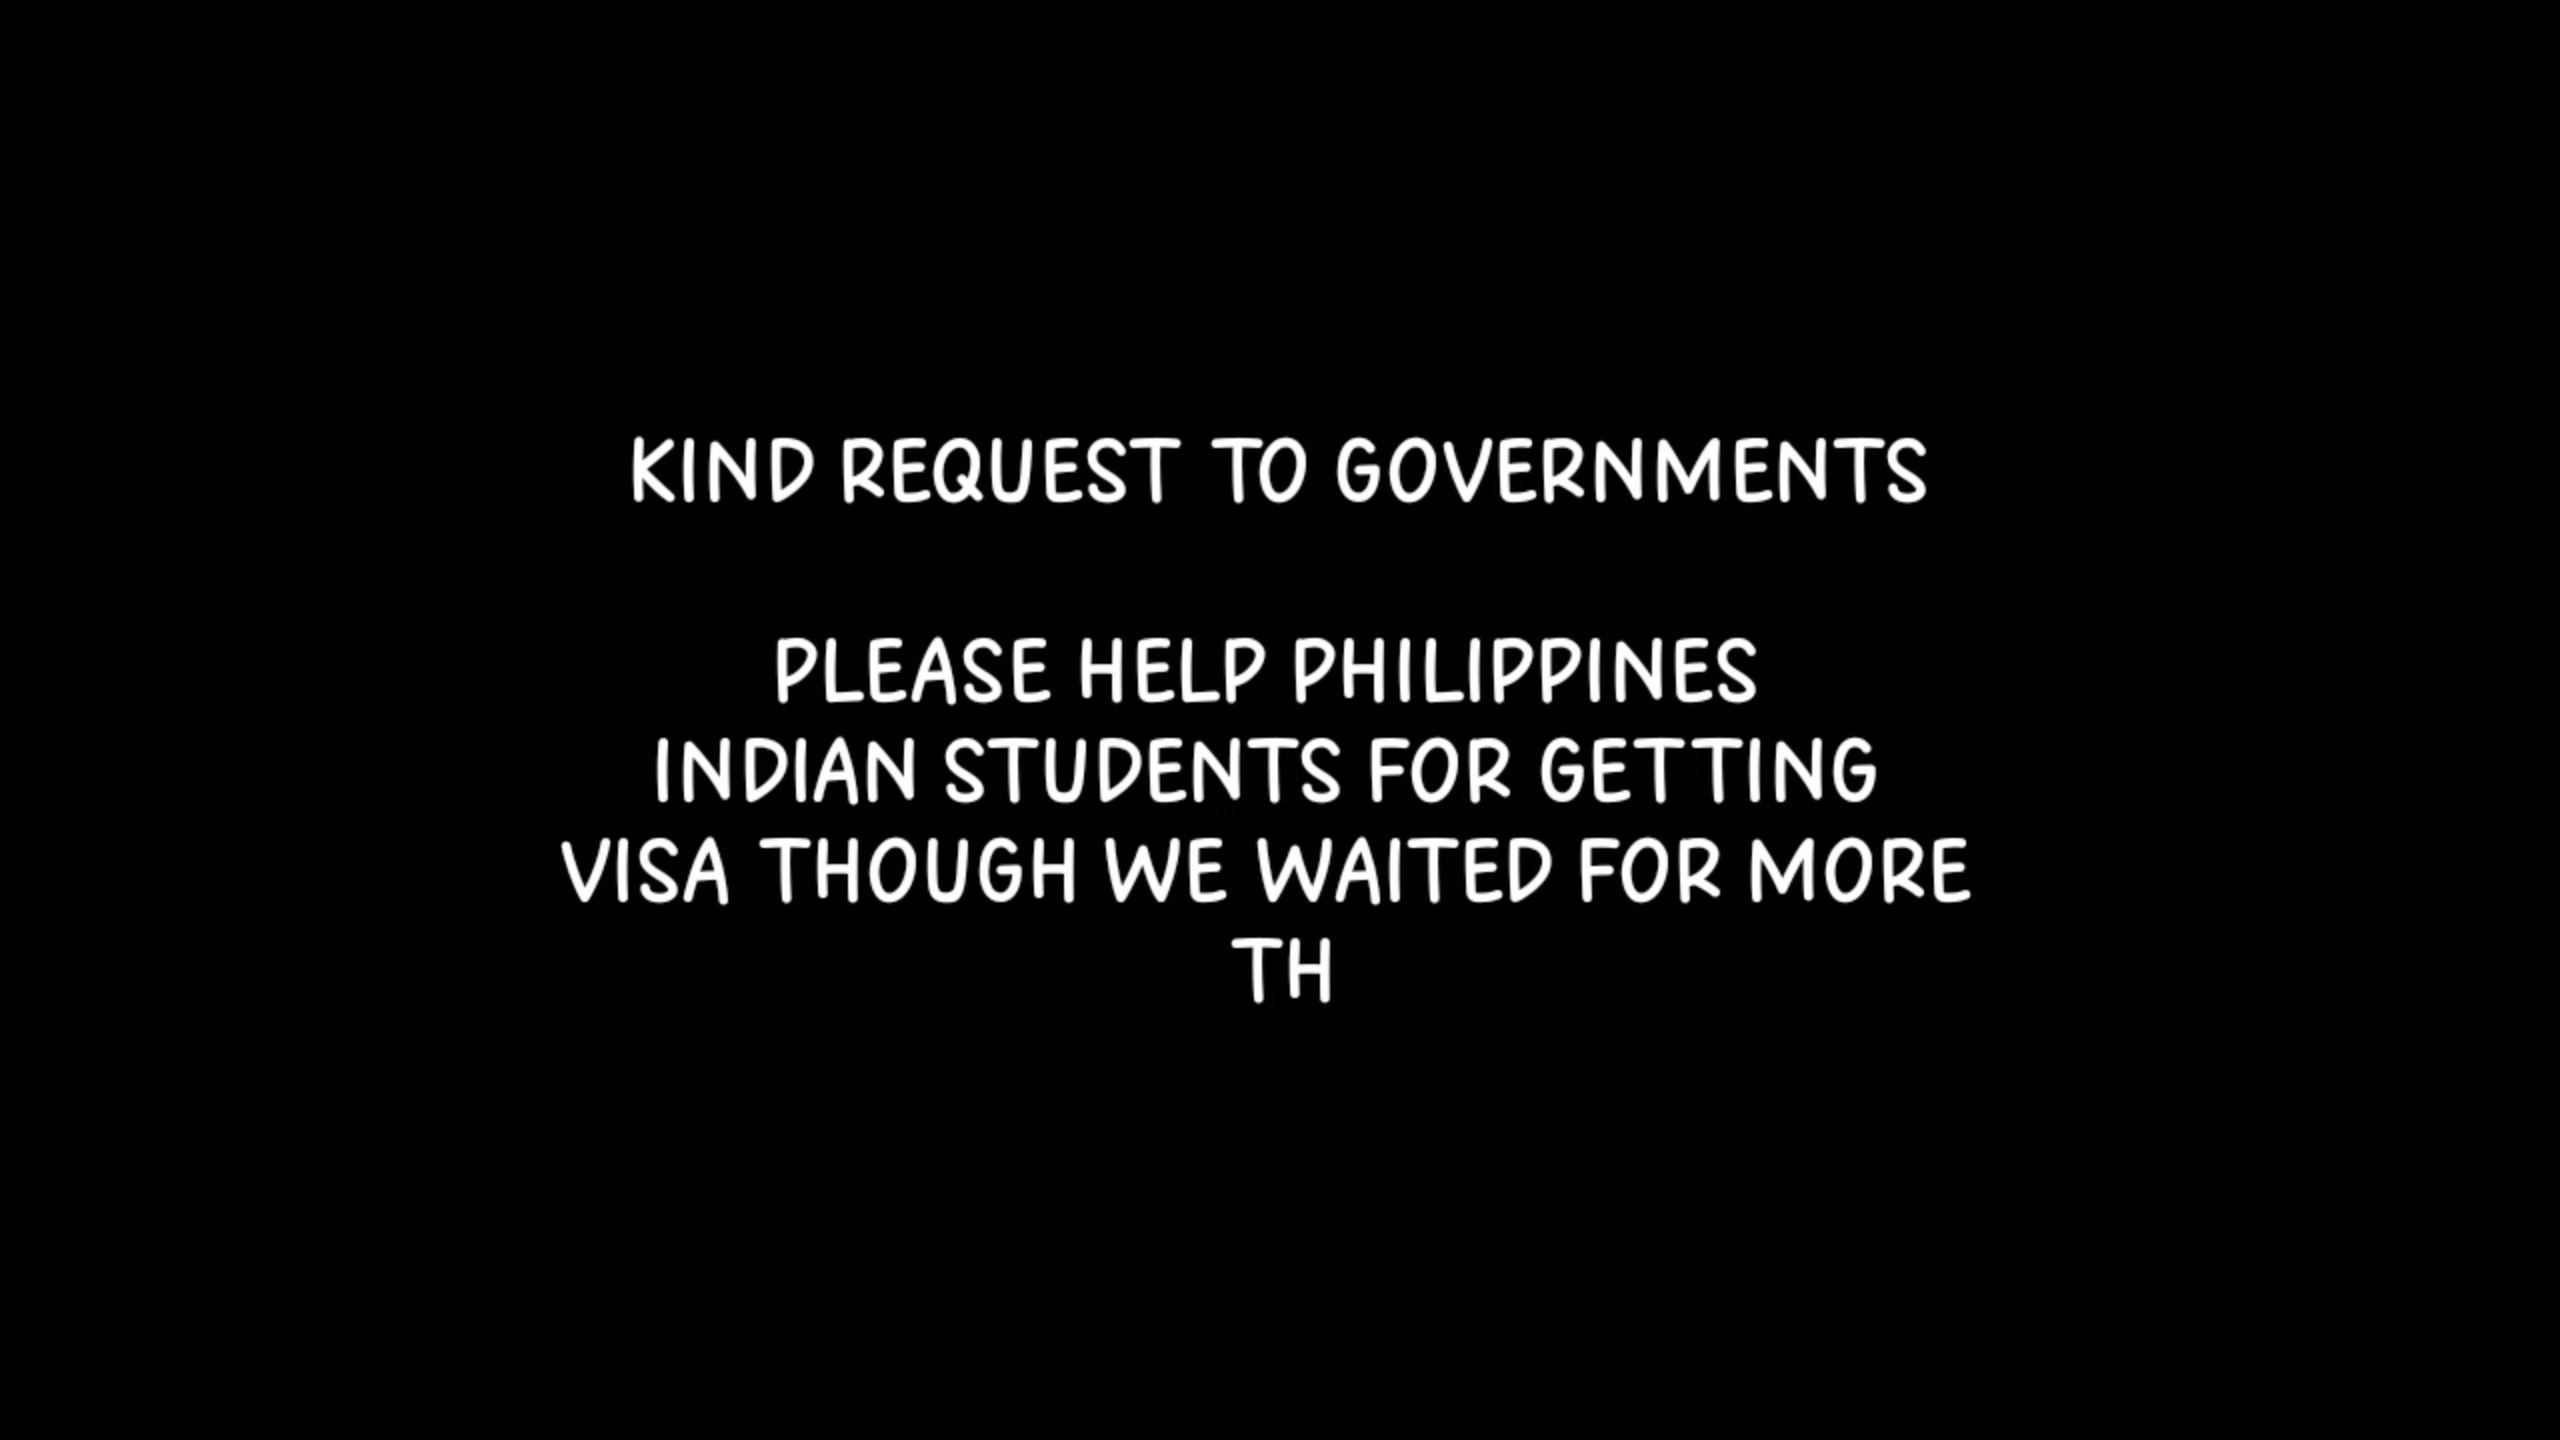 KIND REQUEST TO GOVERNMENTS
PLEASE HELP PHILIPPINES
INDIAN STUDENTS FOR GETTING
VISA THOUGH WE WAITED FOR MORE
TH